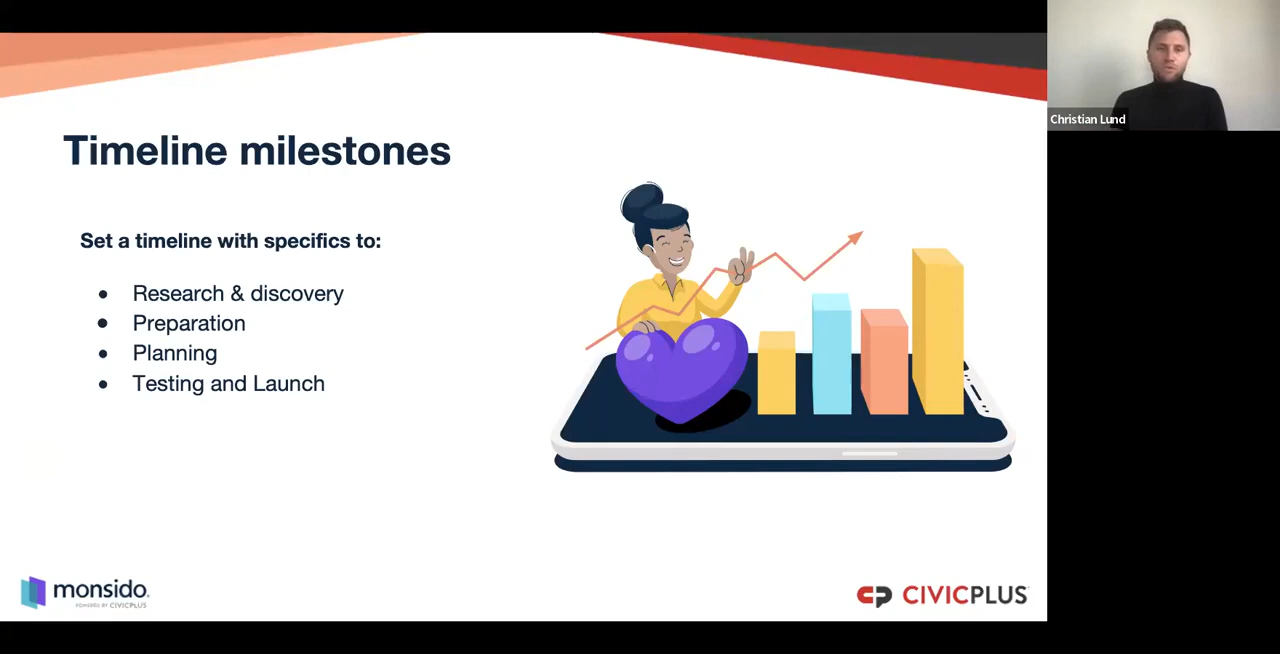 Christian Lund
Timeline milestones
Set a timeline with specifics to:
• Research & discovery
• Preparation
• Planning
• Testing and Launch
monsido
POWERED BY CIVICPLUS
CIVICPLUS